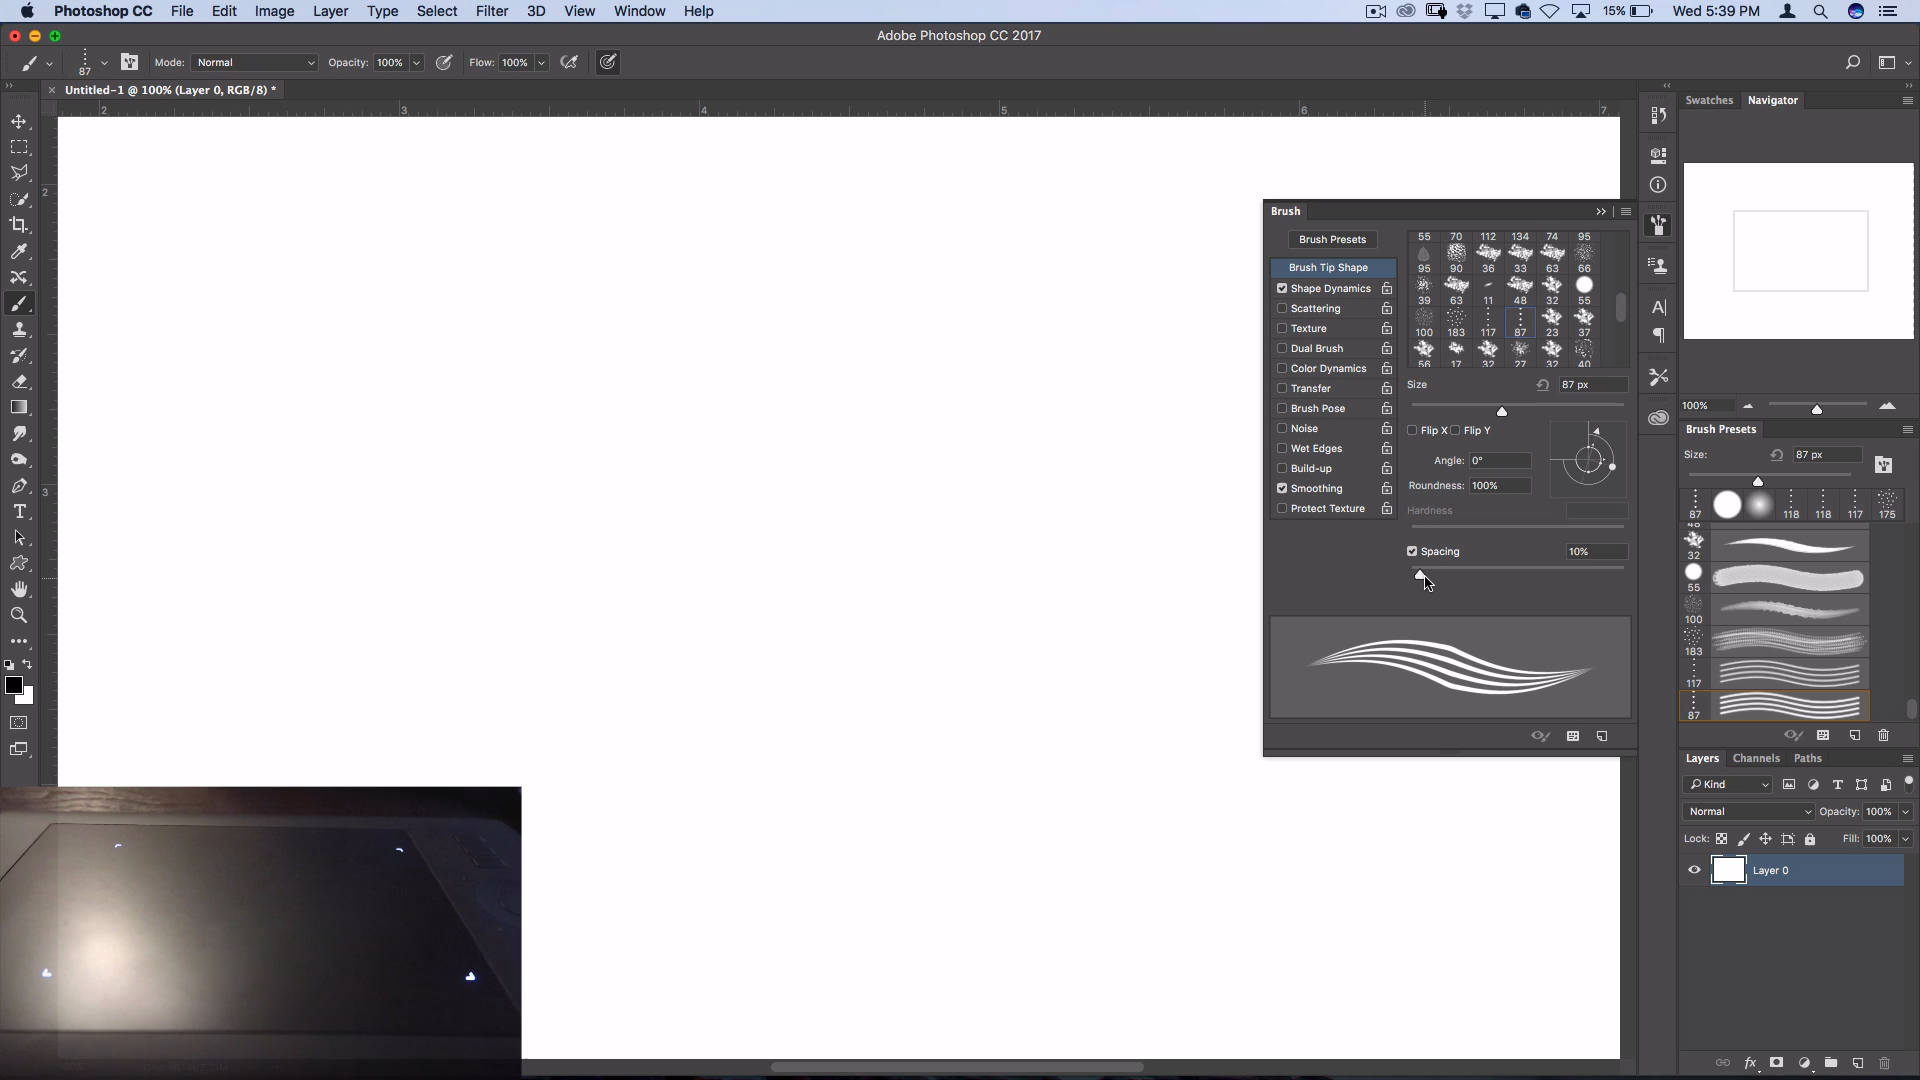 Photoshop CC File Edit Image Layer Type Select Filter 3D View Window Help 15% Wed 5:39 PM
Adobe Photoshop CC 2017
87 Mode: Normal Opacity: 100% Flow: 100%
× Untitled-1 @ 100% (Layer 0, RGB/8) *
2 3 4 5 6 7
2
3
Brush
Brush Presets
Brush Tip Shape
Shape Dynamics
Scattering
Texture
Dual Brush
Color Dynamics
Transfer
Brush Pose
Noise
Wet Edges
Build-up
Smoothing
Protect Texture
55 70 112 134 74 95
95 90 36 33 63 66
39 63 11 48 32 55
100 183 117 87 23 37
56 17 32 27 32 40
Size 87 px
Flip X Flip Y
Angle: 0°
Roundness: 100%
Hardness
Spacing 10%
Swatches Navigator
100%
Brush Presets
Size: 87 px
87 118 118 117 175
48
32
55
100
183
117
87
Layers Channels Paths
Kind
Normal Opacity: 100%
Lock: Fill: 100%
Layer 0
fx